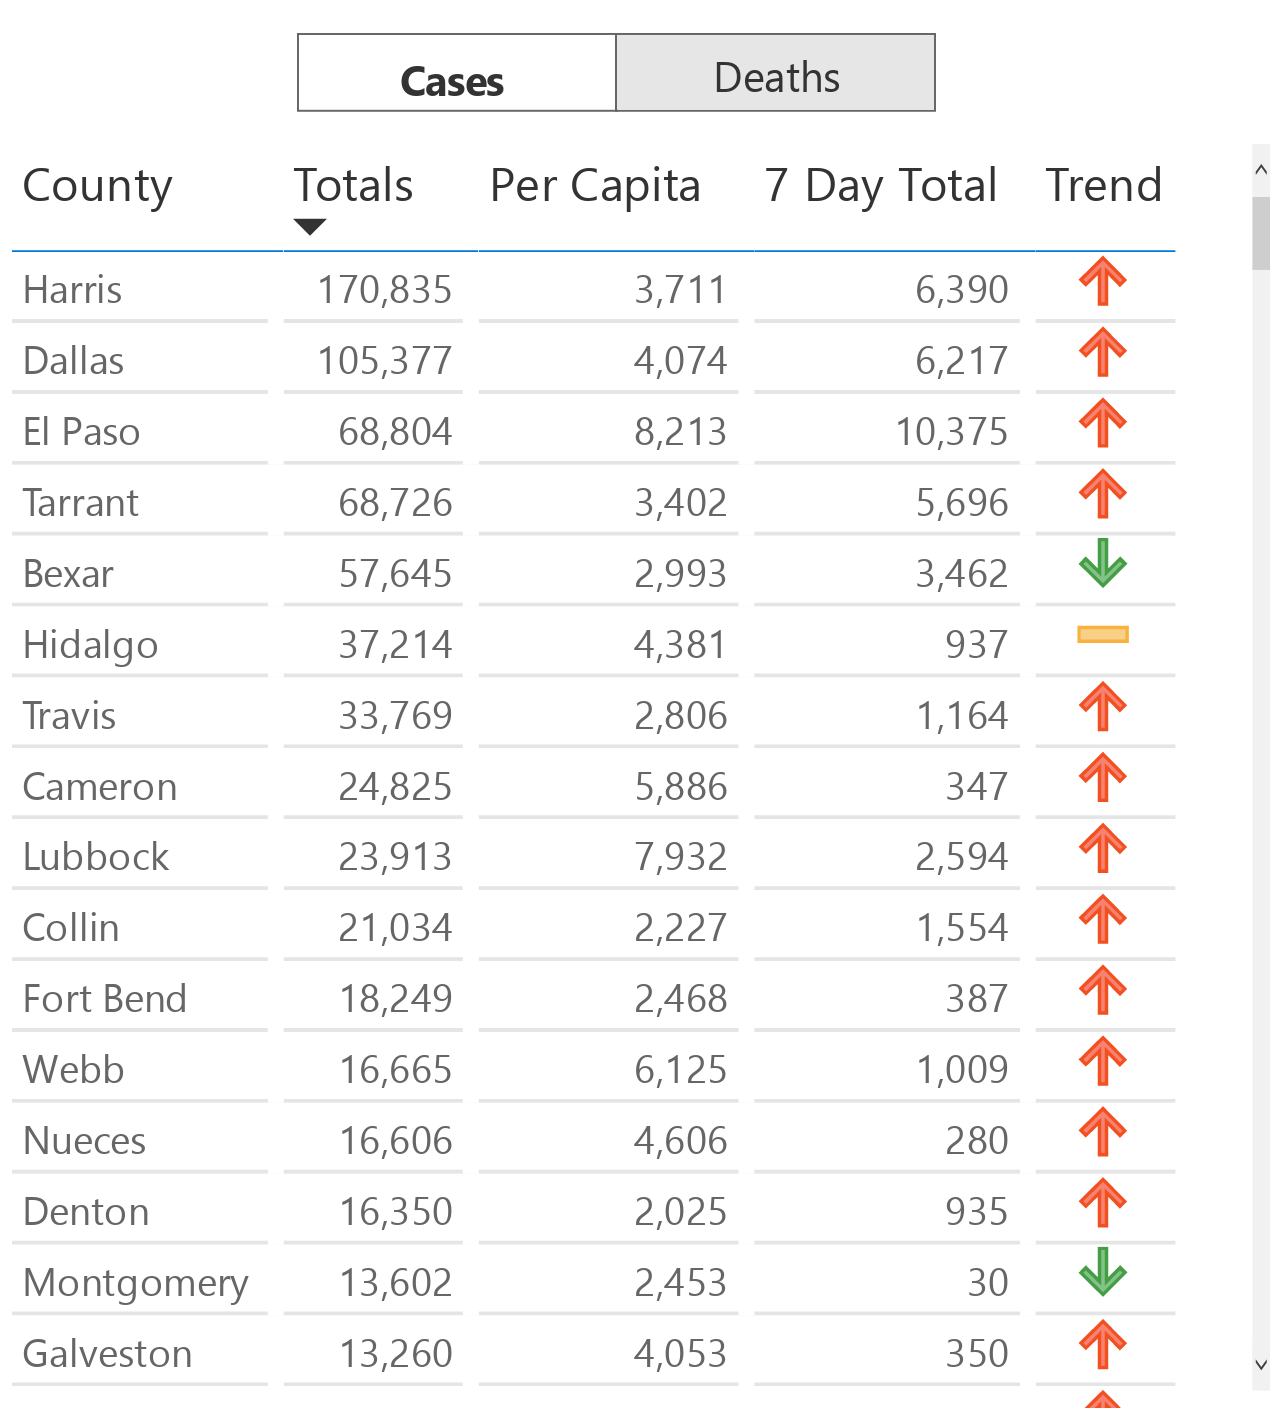 Cases Deaths
County Totals Per Capita 7 Day Total Trend
Harris 170,835 3,711 6,390
Dallas 105,377 4,074 6,217
El Paso 68,804 8,213 10,375
Tarrant 68,726 3,402 5,696
Bexar 57,645 2,993 3,462
Hidalgo 37,214 4,381 937
Travis 33,769 2,806 1,164
Cameron 24,825 5,886 347
Lubbock 23,913 7,932 2,594
Collin 21,034 2,227 1,554
Fort Bend 18,249 2,468 387
Webb 16,665 6,125 1,009
Nueces 16,606 4,606 280
Denton 16,350 2,025 935
Montgomery 13,602 2,453 30
Galveston 13,260 4,053 350